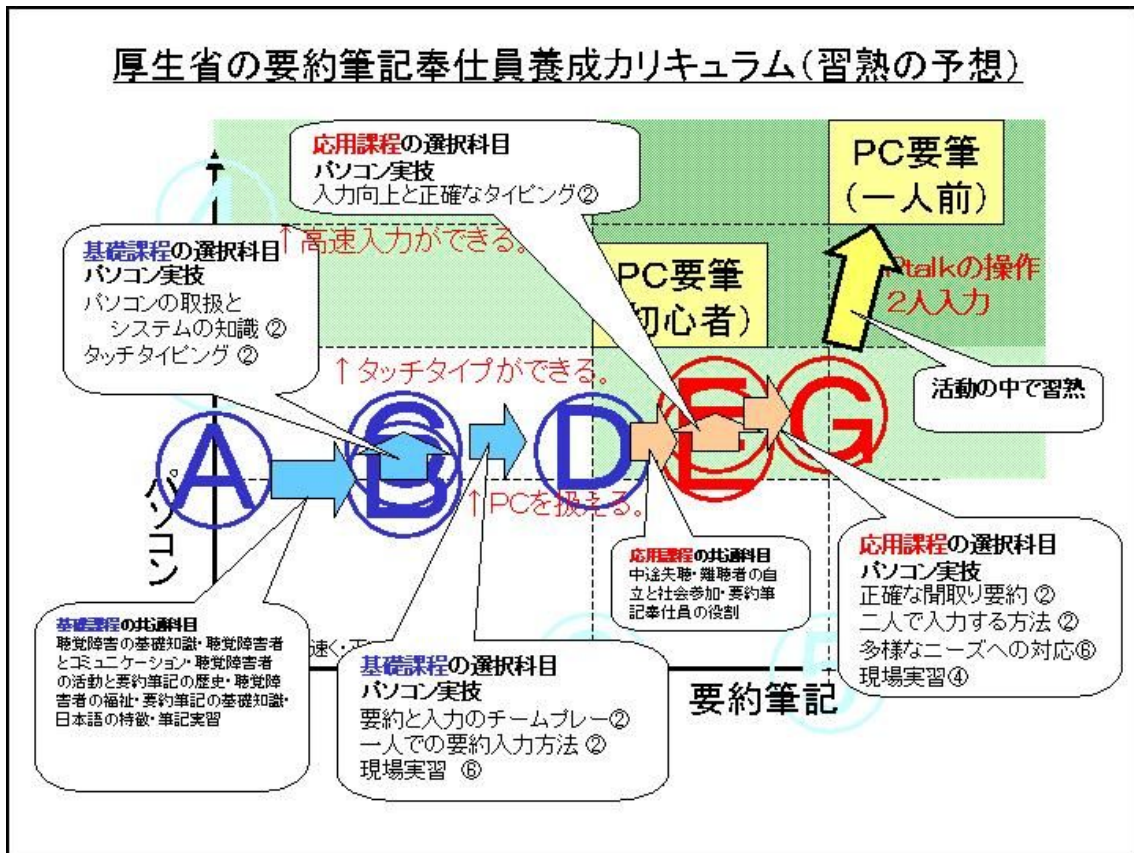 厚生省の要約筆記奉仕員養成カリキュラム(習熟の予想)
応用課程の選択科目
パソコン実技
入力向上と正確なタイピング②
PC要筆
(一人前)
基礎課程の選択科目
パソコン実技
パソコンの取扱と
システムの知識 ②
タッチタイピング ②
↑高速入力ができる。
PC要筆
初心者)
talkの操作
2人入力
↑タッチタイプができる。
活動の中で習熟
A
B
D
E
G
パソコン
↑PCを扱える。
基礎課程の共通科目
聴覚障害の基礎知識・聴覚障害者
とコミュニケーション・聴覚障害者
の活動と要約筆記の歴史・聴覚障
害者の福祉・要約筆記の基礎知識・
日本語の特徴・筆記実習
速く・正
基礎課程の選択科目
パソコン実技
要約と入力のチームプレー②
一人での要約入力方法 ②
現場実習 ⑥
応用課程の共通科目
中途失聴・難聴者の自
立と社会参加・要約筆
記奉仕員の役割
応用課程の選択科目
パソコン実技
正確な聞取り要約 ②
二人で入力する方法 ②
多様なニーズへの対応⑥
現場実習④
要約筆記